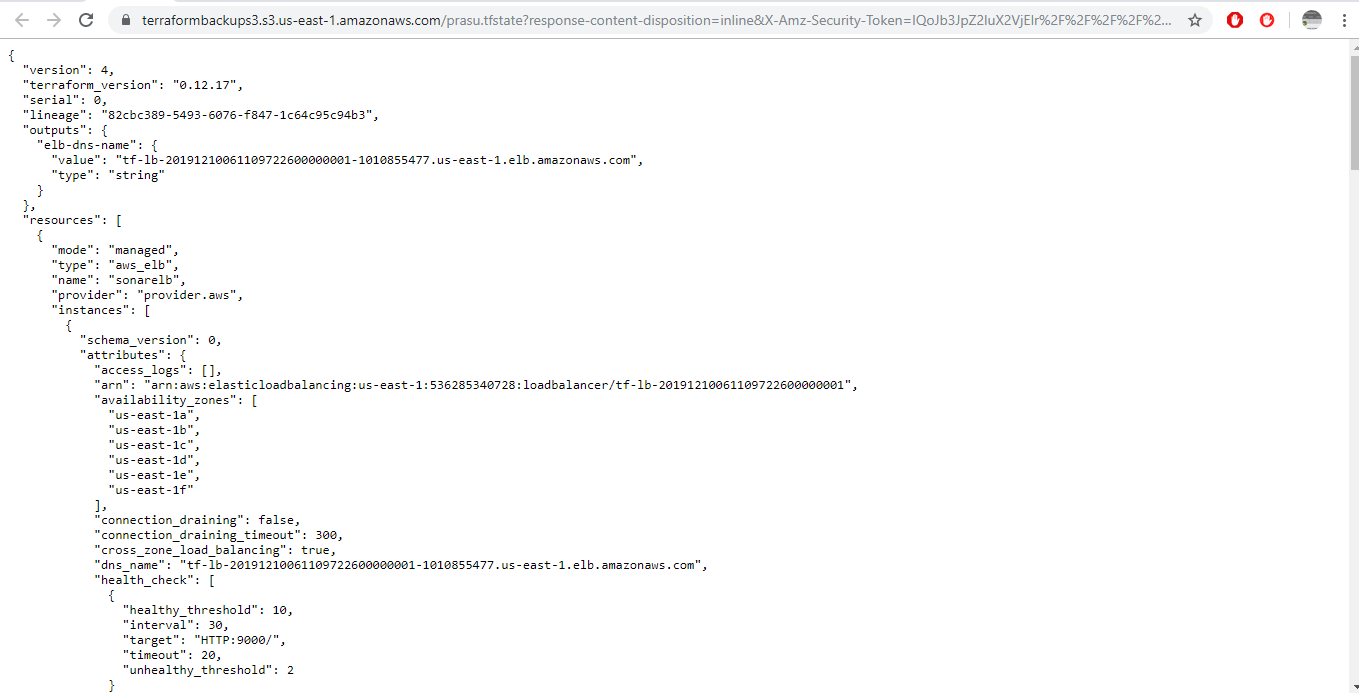 terraformbackups3.s3.us-east-1.amazonaws.com/prasu.tfstate?response-content-disposition=inline&X-Amz-Security-Token=IQoJb3JpZ2luX2VjEIr%2F%2F%2F%2F%2F%2...
{
  "version": 4,
  "terraform_version": "0.12.17",
  "serial": 0,
  "lineage": "82cbc389-5493-6076-f847-1c64c95c94b3",
  "outputs": {
    "elb-dns-name": {
      "value": "tf-lb-20191210061109722600000001-1010855477.us-east-1.elb.amazonaws.com",
      "type": "string"
    }
  },
  "resources": [
    {
      "mode": "managed",
      "type": "aws_elb",
      "name": "sonarelb",
      "provider": "provider.aws",
      "instances": [
        {
          "schema_version": 0,
          "attributes": {
            "access_logs": [],
            "arn": "arn:aws:elasticloadbalancing:us-east-1:536285340728:loadbalancer/tf-lb-20191210061109722600000001",
            "availability_zones": [
              "us-east-1a",
              "us-east-1b",
              "us-east-1c",
              "us-east-1d",
              "us-east-1e",
              "us-east-1f"
            ],
            "connection_draining": false,
            "connection_draining_timeout": 300,
            "cross_zone_load_balancing": true,
            "dns_name": "tf-lb-20191210061109722600000001-1010855477.us-east-1.elb.amazonaws.com",
            "health_check": [
              {
                "healthy_threshold": 10,
                "interval": 30,
                "target": "HTTP:9000/",
                "timeout": 20,
                "unhealthy_threshold": 2
              }